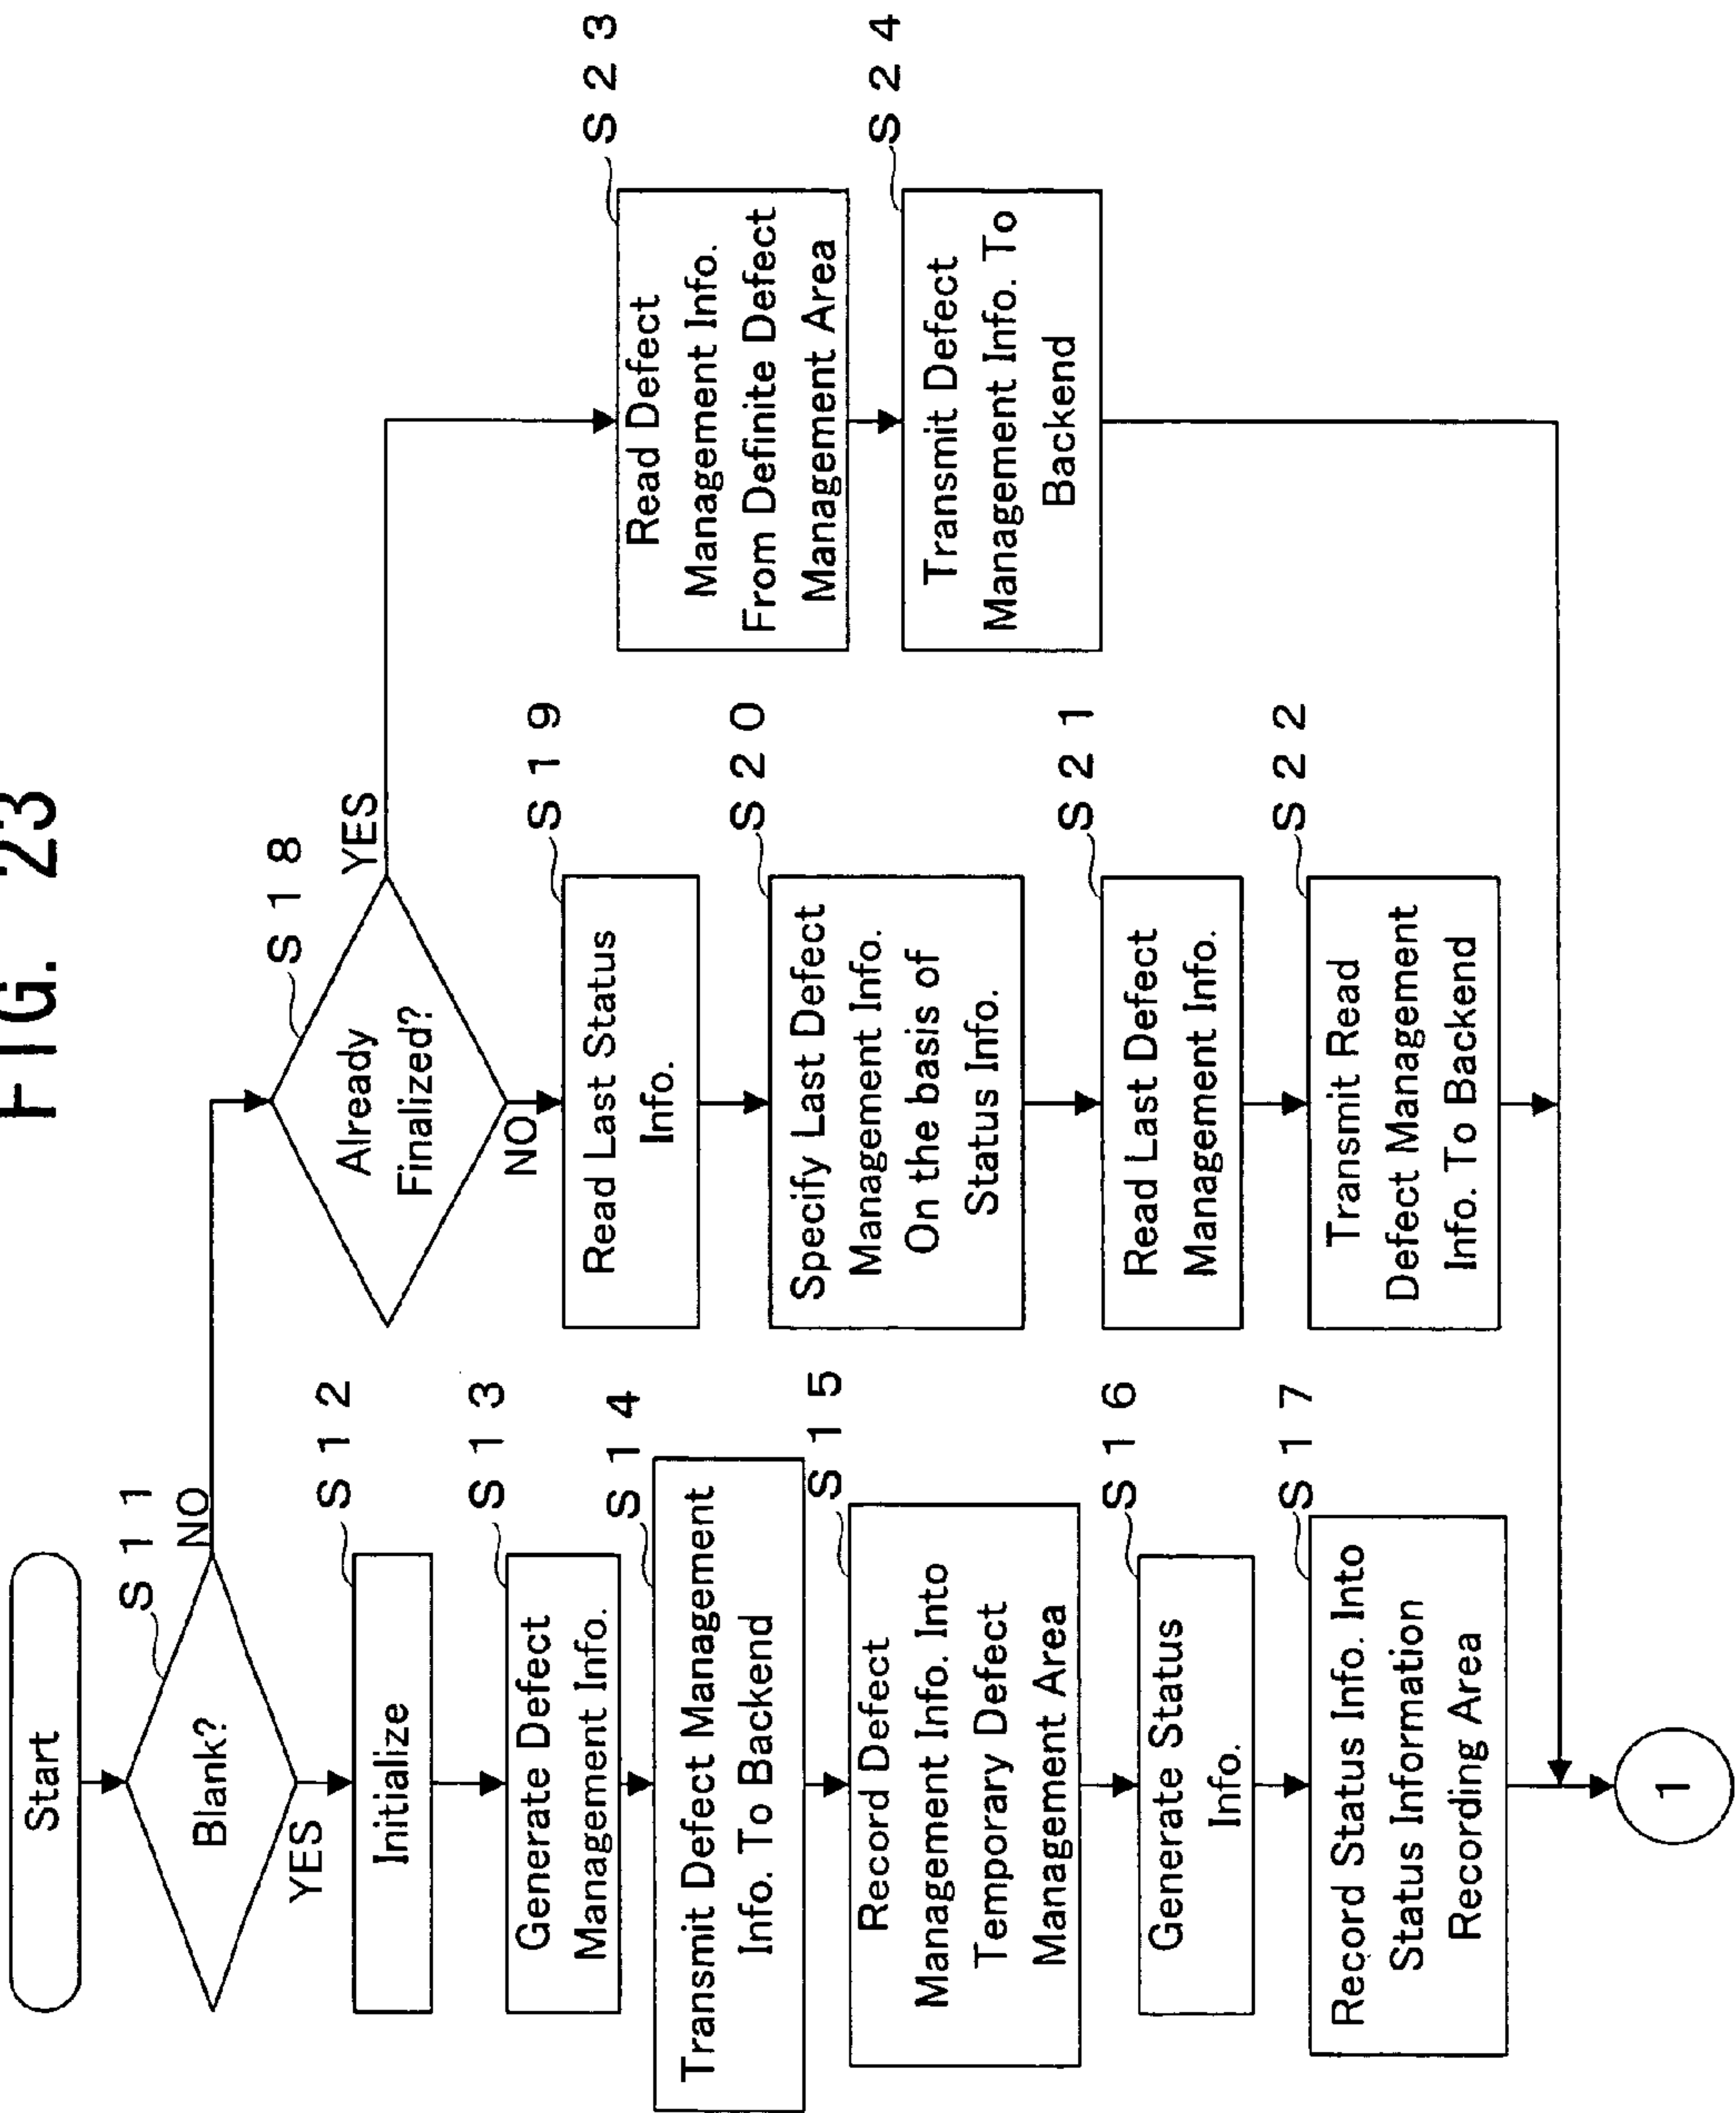 FIG. 23
Start
S11
Blank?
NO
YES
S12
Initialize
S13
Generate Defect
Management Info.
S14
Transmit Defect Management
Info. To Backend
S15
Record Defect
Management Info. Into
Temporary Defect
Management Area
S16
Generate Status
Info.
S17
Record Status Info. Into
Status Information
Recording Area
1
S18
Already
Finalized?
YES
NO
S19
Read Last Status
Info.
S20
Specify Last Defect
Management Info.
On the basis of
Status Info.
S21
Read Last Defect
Management Info.
S22
Transmit Read
Defect Management
Info. To Backend
S23
Read Defect
Management Info.
From Definite Defect
Management Area
S24
Transmit Defect
Management Info. To
Backend